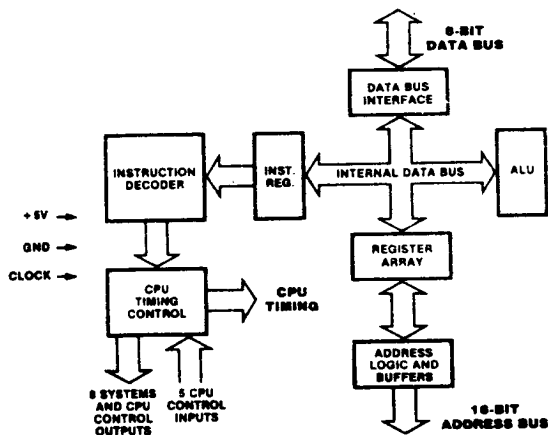 8-BIT
DATA BUS
DATA BUS
INTERFACE
INSTRUCTION
DECODER
INST.
REG.
INTERNAL DATA BUS
ALU
+5V
GND
CLOCK
REGISTER
ARRAY
CPU
TIMING
CONTROL
CPU
TIMING
ADDRESS
LOGIC AND
BUFFERS
8 SYSTEMS
AND CPU
CONTROL
OUTPUTS
5 CPU
CONTROL
INPUTS
16-BIT
ADDRESS BUS